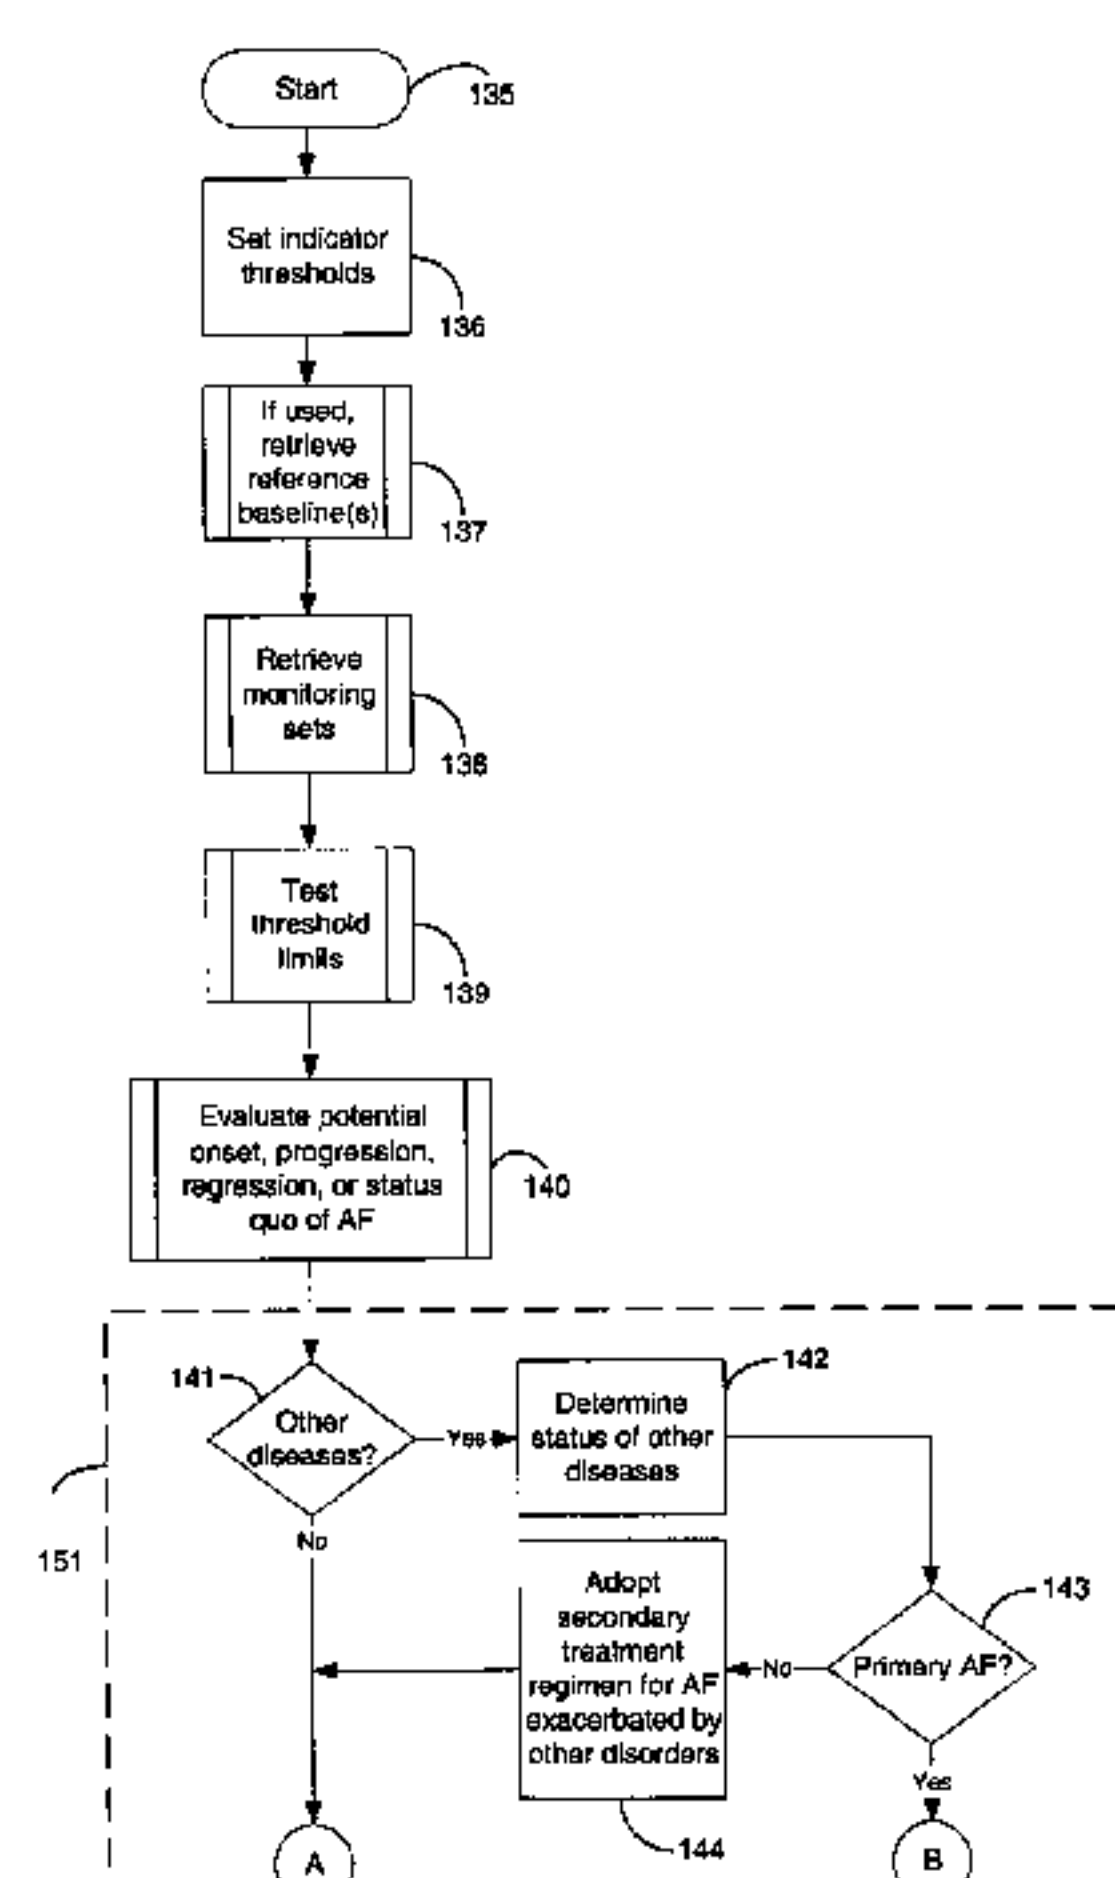 Start
135
Set indicator
thresholds
136
If used,
retrieve
reference
baseline(s)
137
Retrieve
monitoring
sets
138
Test
threshold
limits
139
Evaluate potential
onset, progression,
regression, or status
quo of AF
140
141
Other
diseases?
Yes
142
Determine
status of other
diseases
No
151
Adopt
secondary
treatment
regimen for AF
exacerbated by
other disorders
144
No
143
Primary AF?
Yes
A
B